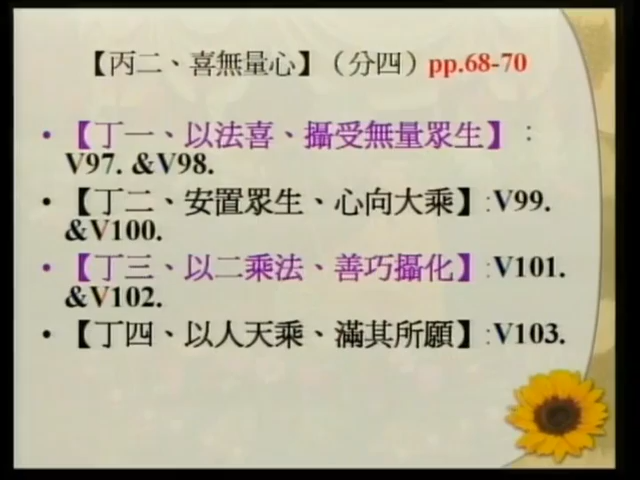 【丙二、喜無量心】（分四）pp.68-70
•【丁一、以法喜、攝受無量眾生】：
V97. &V98.
•【丁二、安置眾生、心向大乘】:V99.
&V100.
•【丁三、以二乘法、善巧攝化】:V101.
&V102.
•【丁四、以人天乘、滿其所願】:V103.